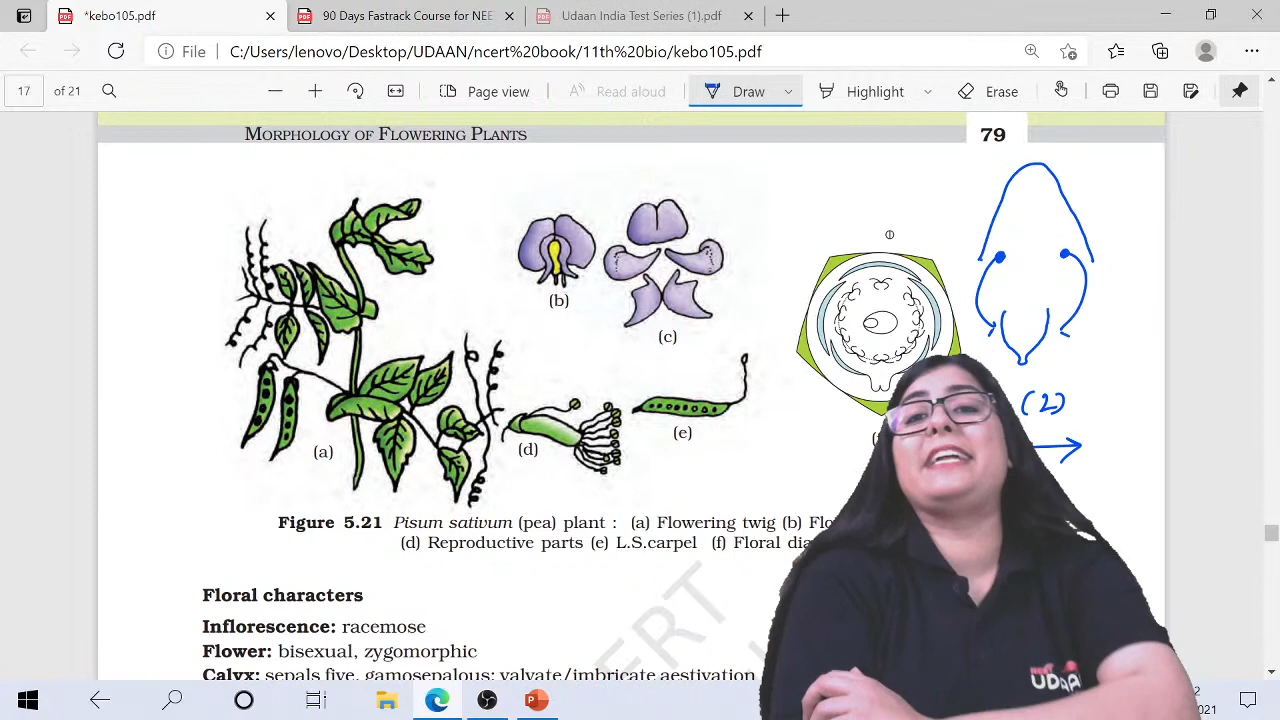 *kebo105.pdf
90 Days Fastrack Course for NEE
Udaan India Test Series (1).pdf
File
C:/Users/lenovo/Desktop/UDAAN/ncert%20book/11th%20bio/kebo105.pdf
17 of 21
Page view
Read aloud
Draw
Highlight
Erase
MORPHOLOGY OF FLOWERING PLANTS
79
(a)
(b)
(c)
(d)
(e)
(2)
Figure 5.21 Pisum sativum (pea) plant : (a) Flowering twig (b) Flo
(d) Reproductive parts (e) L.S.carpel (f) Floral dia
Floral characters
Inflorescence: racemose
Flower: bisexual, zygomorphic
Calyx: sepals five, gamosepalous; valvate/imbricate aestivation
NCERT
UDAA